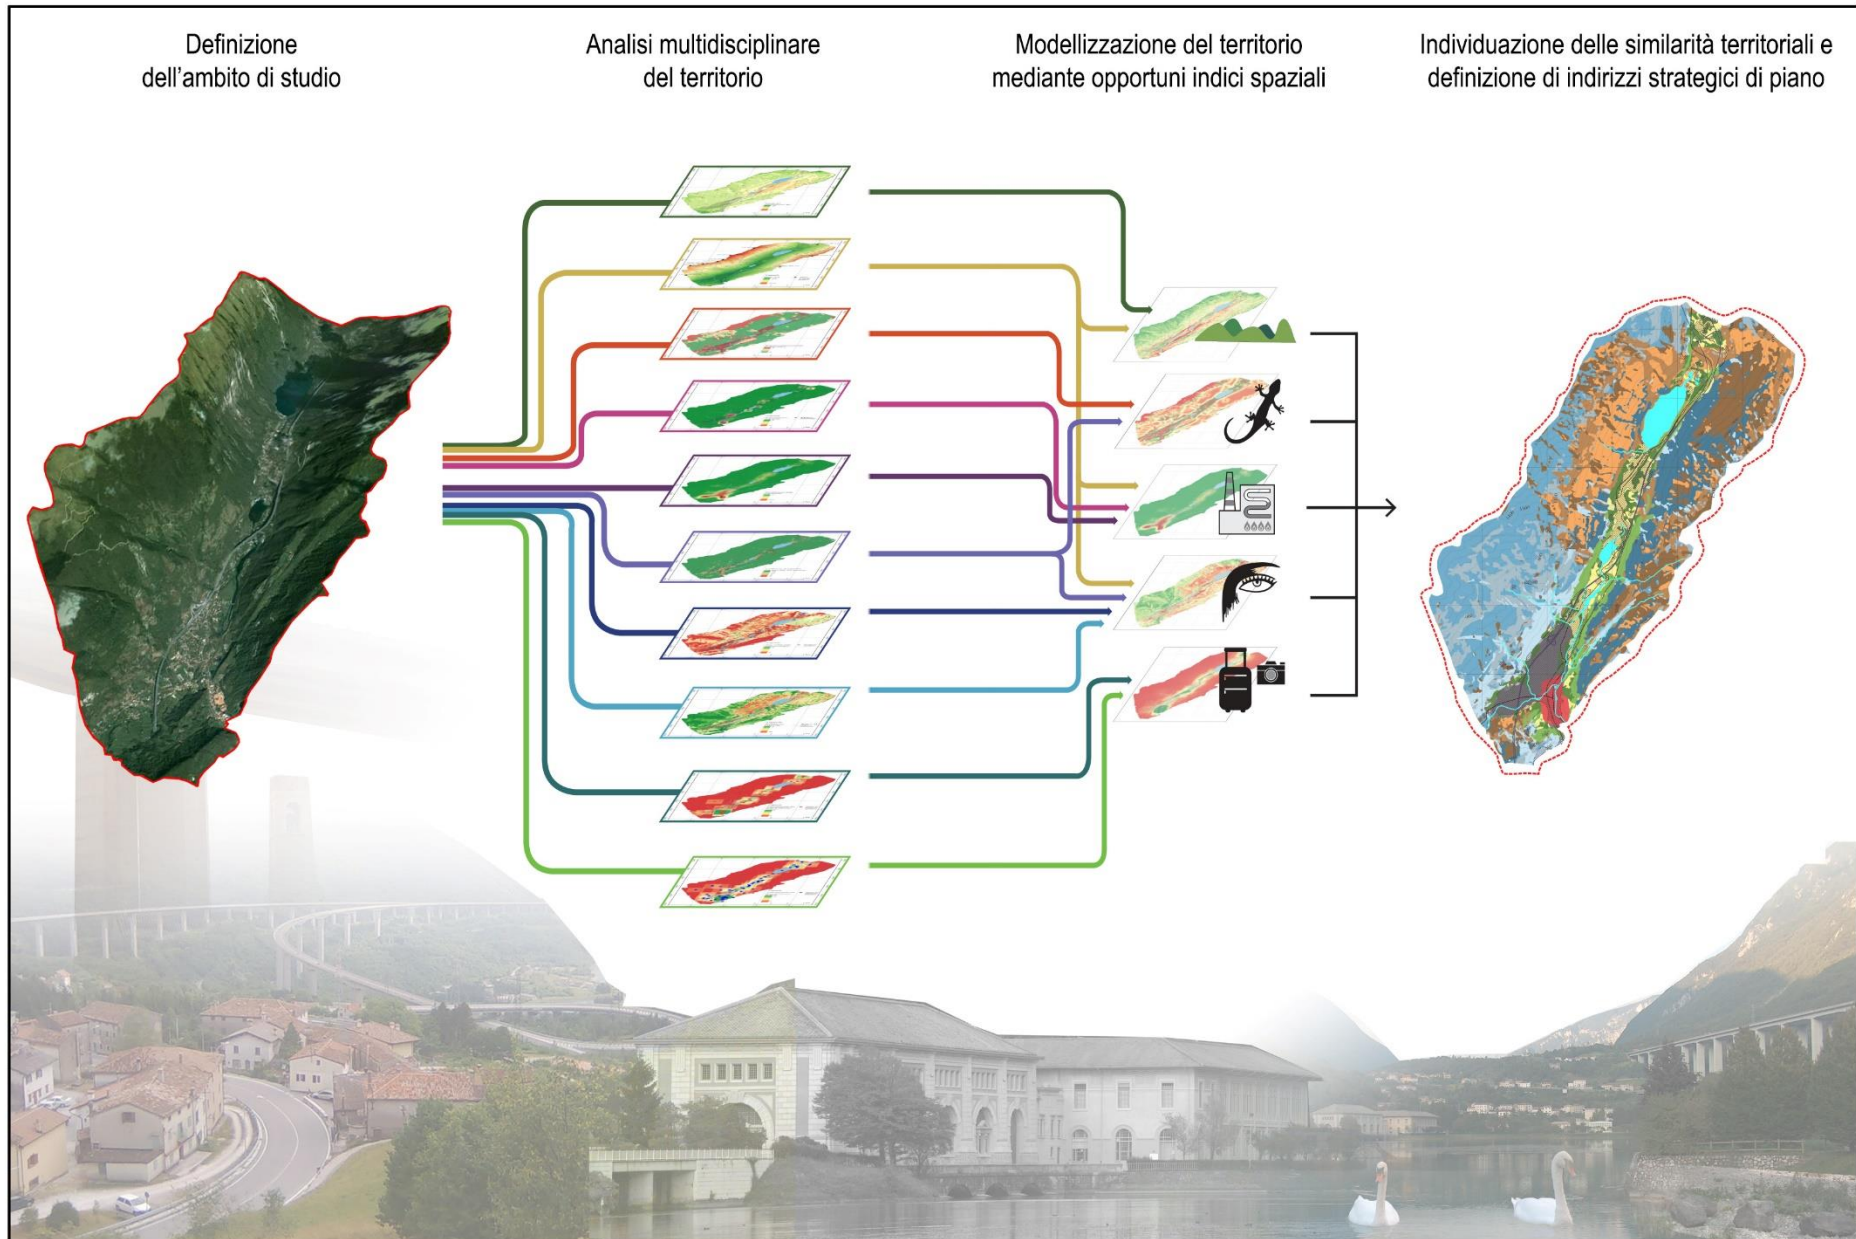 Definizione
dell'ambito di studio
Analisi multidisciplinare
del territorio
Modellizzazione del territorio
mediante opportuni indici spaziali
Individuazione delle similarità territoriali e
definizione di indirizzi strategici di piano